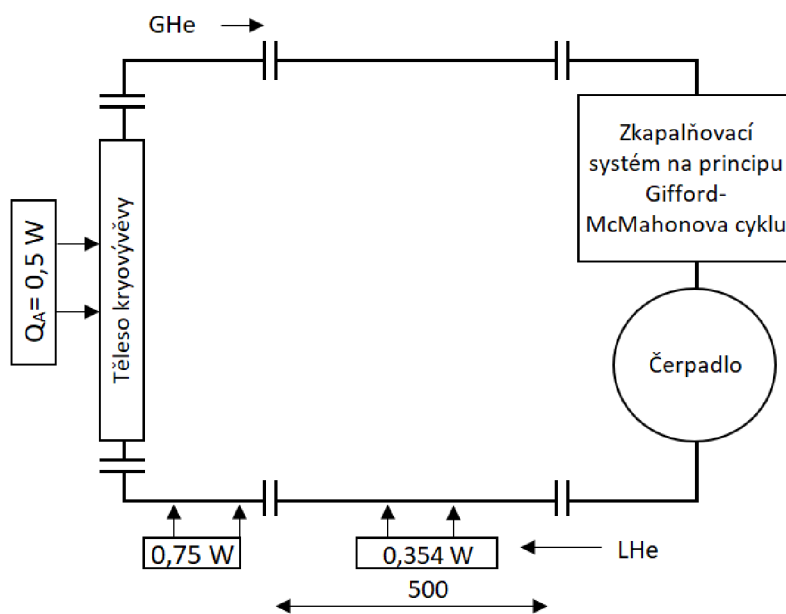 GHe
Zkapalňovací
systém na principu
Gifford-
McMahonova cyklu
Těleso kryovývěvy
QA= 0,5 W
Čerpadlo
0,75 W
0,354 W
LHe
500